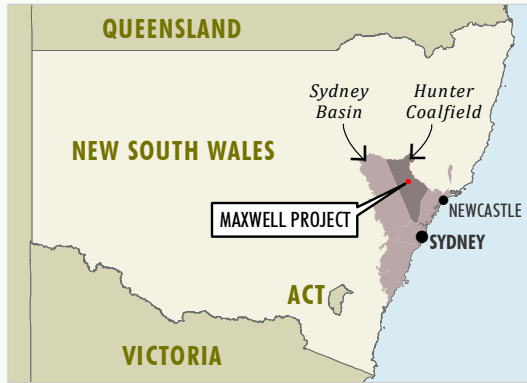 QUEENSLAND
Sydney
Basin
Hunter
Coalfield
NEW SOUTH WALES
MAXWELL PROJECT
NEWCASTLE
SYDNEY
ACT
VICTORIA